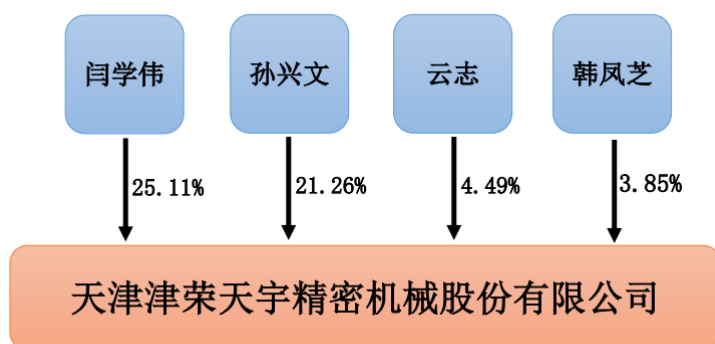 闫学伟
孙兴文
云志
韩凤芝
25.11%
21.26%
4.49%
3.85%
天津津荣天宇精密机械股份有限公司